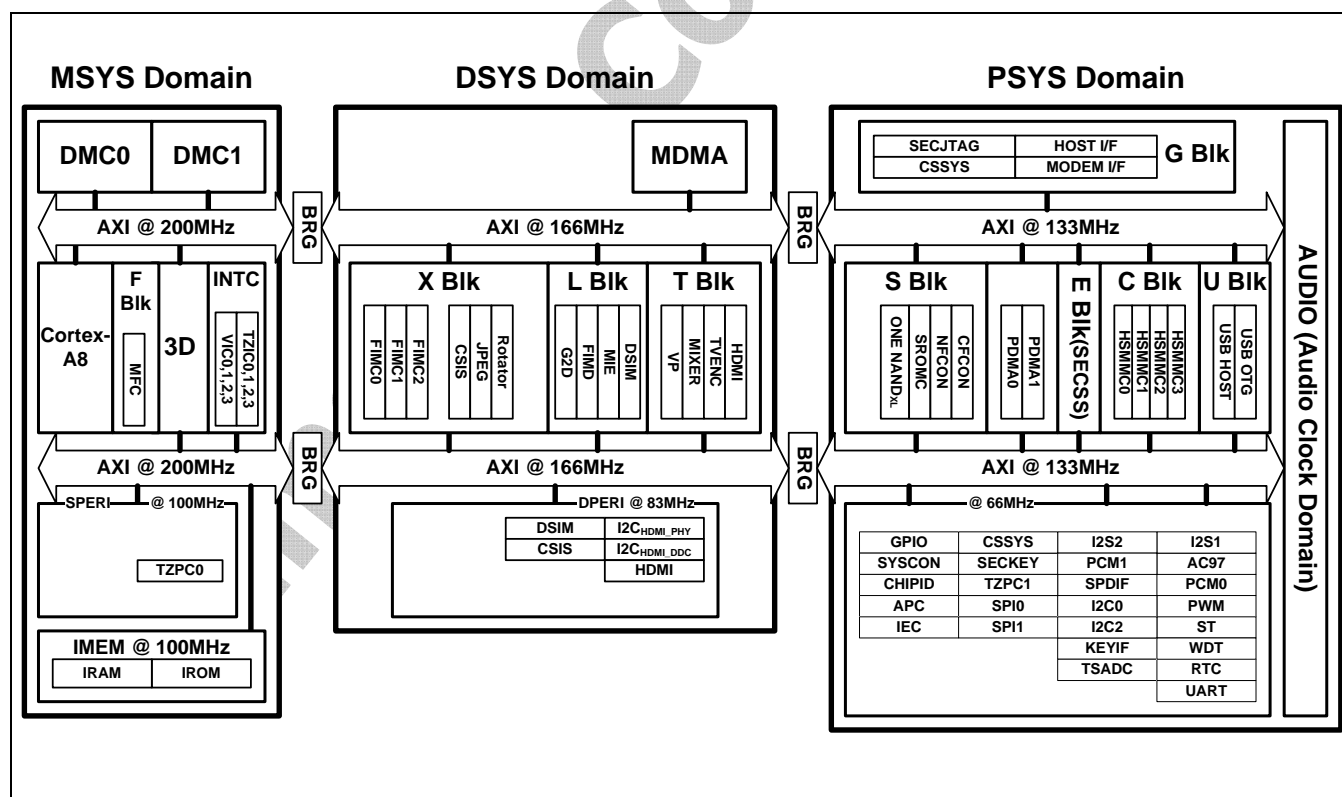 MSYS Domain
DSYS Domain
PSYS Domain
DMC0
DMC1
MDMA
SECJTAG
HOST I/F
CSSYS
MODEM I/F
G Blk
BRG
BRG
AXI @ 200MHz
AXI @ 166MHz
AXI @ 133MHz
Cortex-
A8
F
Blk
MFC
3D
INTC
VIC0,1,2,3
TZIC0,1,2,3
X Blk
FIMC0
FIMC1
FIMC2
CSIS
JPEG
Rotator
L Blk
G2D
FIMD
MIE
DSIM
T Blk
VP
MIXER
TVENC
HDMI
S Blk
ONE NANDXL
SROMC
NFCON
CFCON
PDMA0
PDMA1
E Blk(SECSS)
C Blk
HSMMC0
HSMMC1
HSMMC2
HSMMC3
U Blk
USB HOST
USB OTG
AUDIO (Audio Clock Domain)
BRG
BRG
AXI @ 200MHz
AXI @ 166MHz
AXI @ 133MHz
SPERI
@ 100MHz
TZPC0
IMEM @ 100MHz
IRAM
IROM
DPERI @ 83MHz
DSIM
I2CHDMI_PHY
CSIS
I2CHDMI_DDC
HDMI
@ 66MHz
GPIO
CSSYS
I2S2
I2S1
SYSCON
SECKEY
PCM1
AC97
CHIPID
TZPC1
SPDIF
PCM0
APC
SPI0
I2C0
PWM
IEC
SPI1
I2C2
ST
KEYIF
WDT
TSADC
RTC
UART